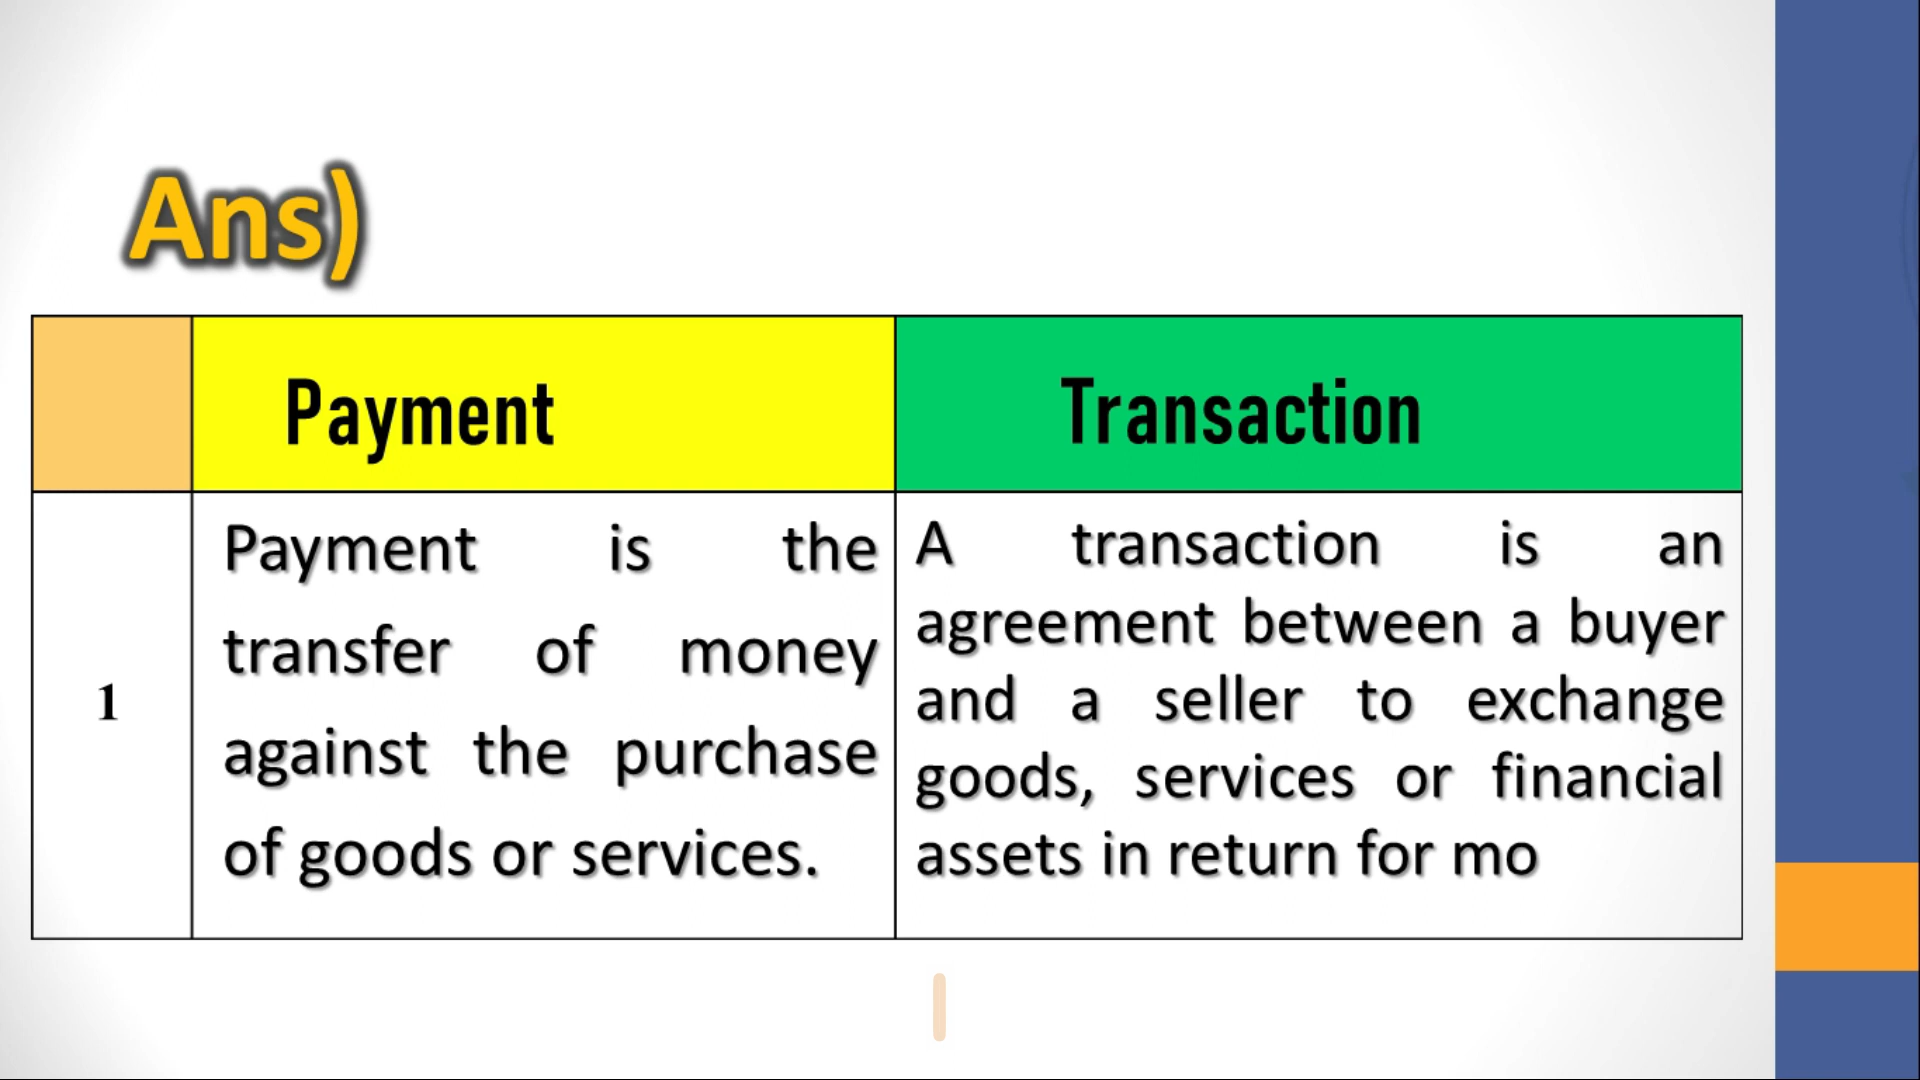 Ans)
Payment
Transaction
1
Payment is the
transfer of money
against the purchase
of goods or services.
A transaction is an
agreement between a buyer
and a seller to exchange
goods, services or financial
assets in return for mo